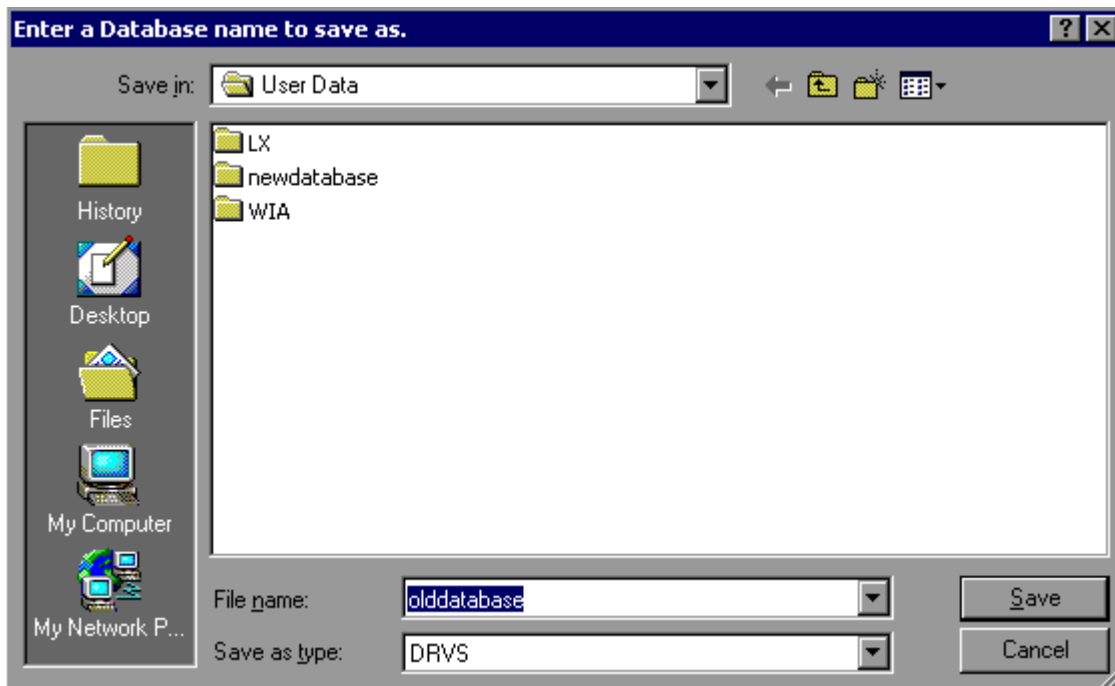 Enter a Database name to save as.
Save in: User Data
LX
newdatabase
WIA
History
Desktop
Files
My Computer
My Network P...
File name: olddatabase
Save as type: DRVS
Save
Cancel